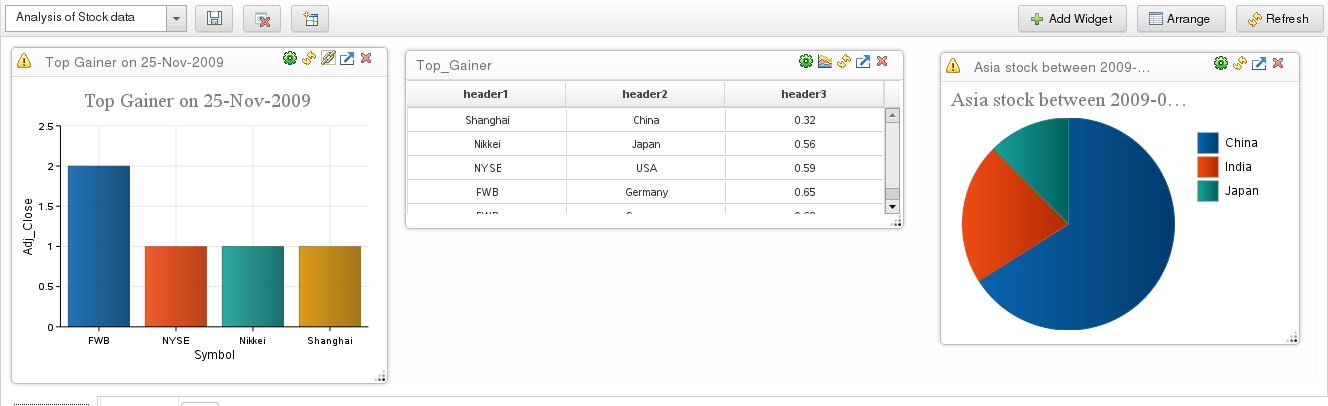 Analysis of Stock data
Add Widget
Arrange
Refresh
Top Gainer on 25-Nov-2009
Top Gainer on 25-Nov-2009
2.5
2
1.5
1
0.5
0
Adj_Close
FWB NYSE Nikkei Shanghai
Symbol
Top_Gainer
header1 header2 header3
Shanghai China 0.32
Nikkei Japan 0.56
NYSE USA 0.59
FWB Germany 0.65
Asia stock between 2009-...
Asia stock between 2009-0...
China
India
Japan